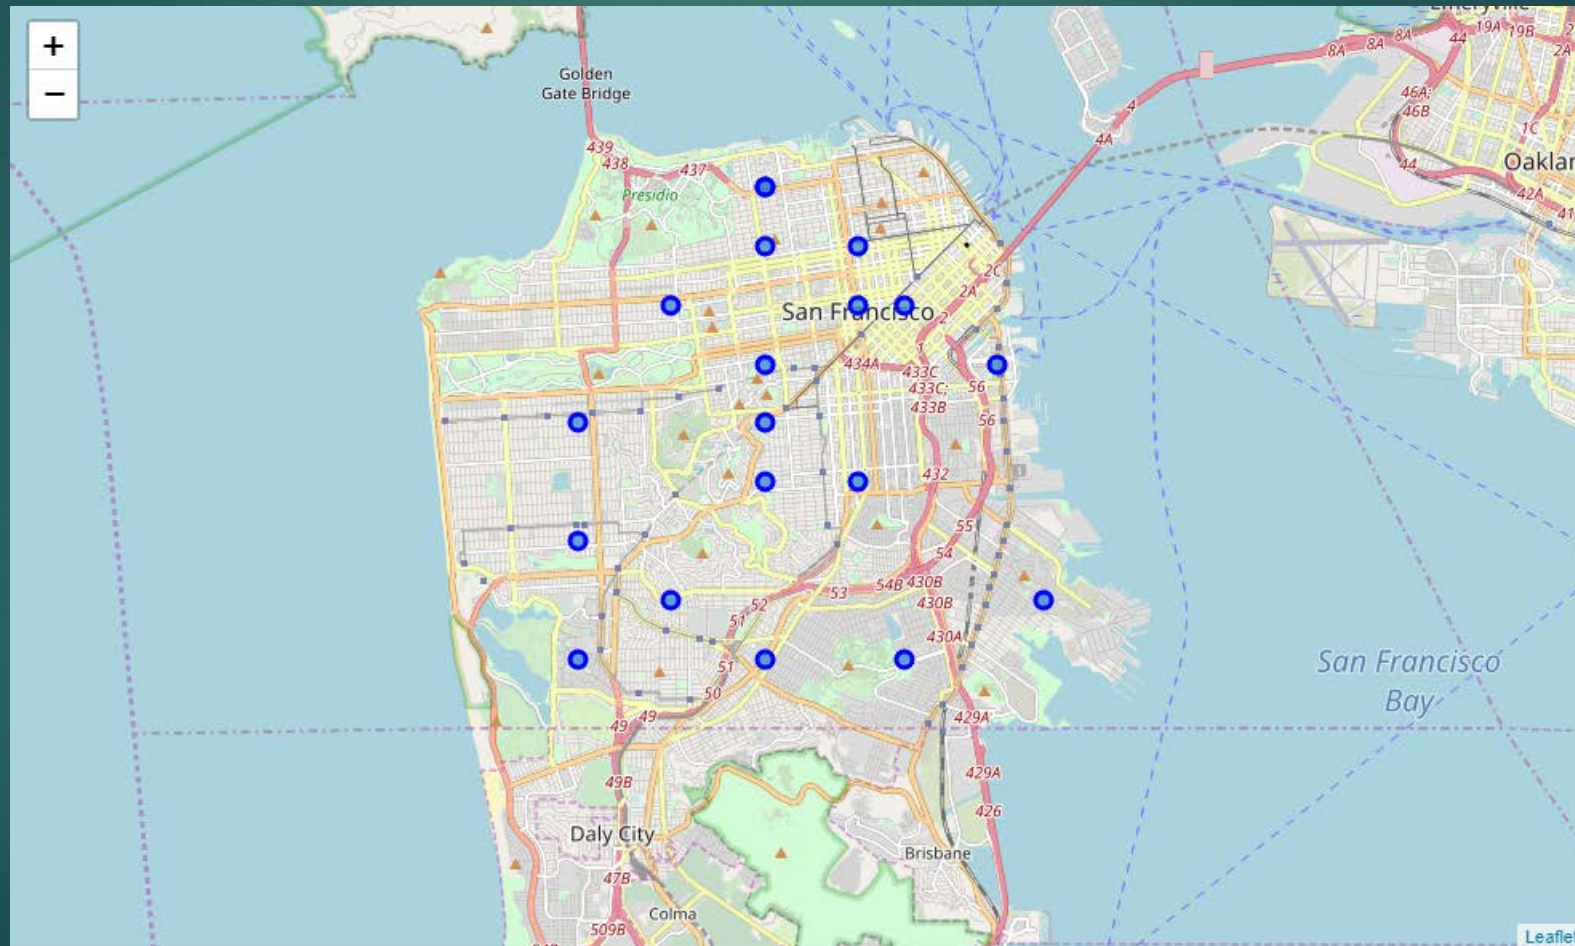 +
−
Golden
Gate Bridge
439
438
437
Presidio
8A
8A
8A
44
19A
19B
2A
46A;
46B
1C
44
42A
4
4A
2C
2A
2
San Francisco
1
434A
433C
433C;
433B
56
56
432
55
54
54B
430B
430B
53
52
51
430A
51
50
49
49
429A
San Francisco
Bay
49B
429A
426
Daly City
Brisbane
47B
Colma
509B
Leaflet